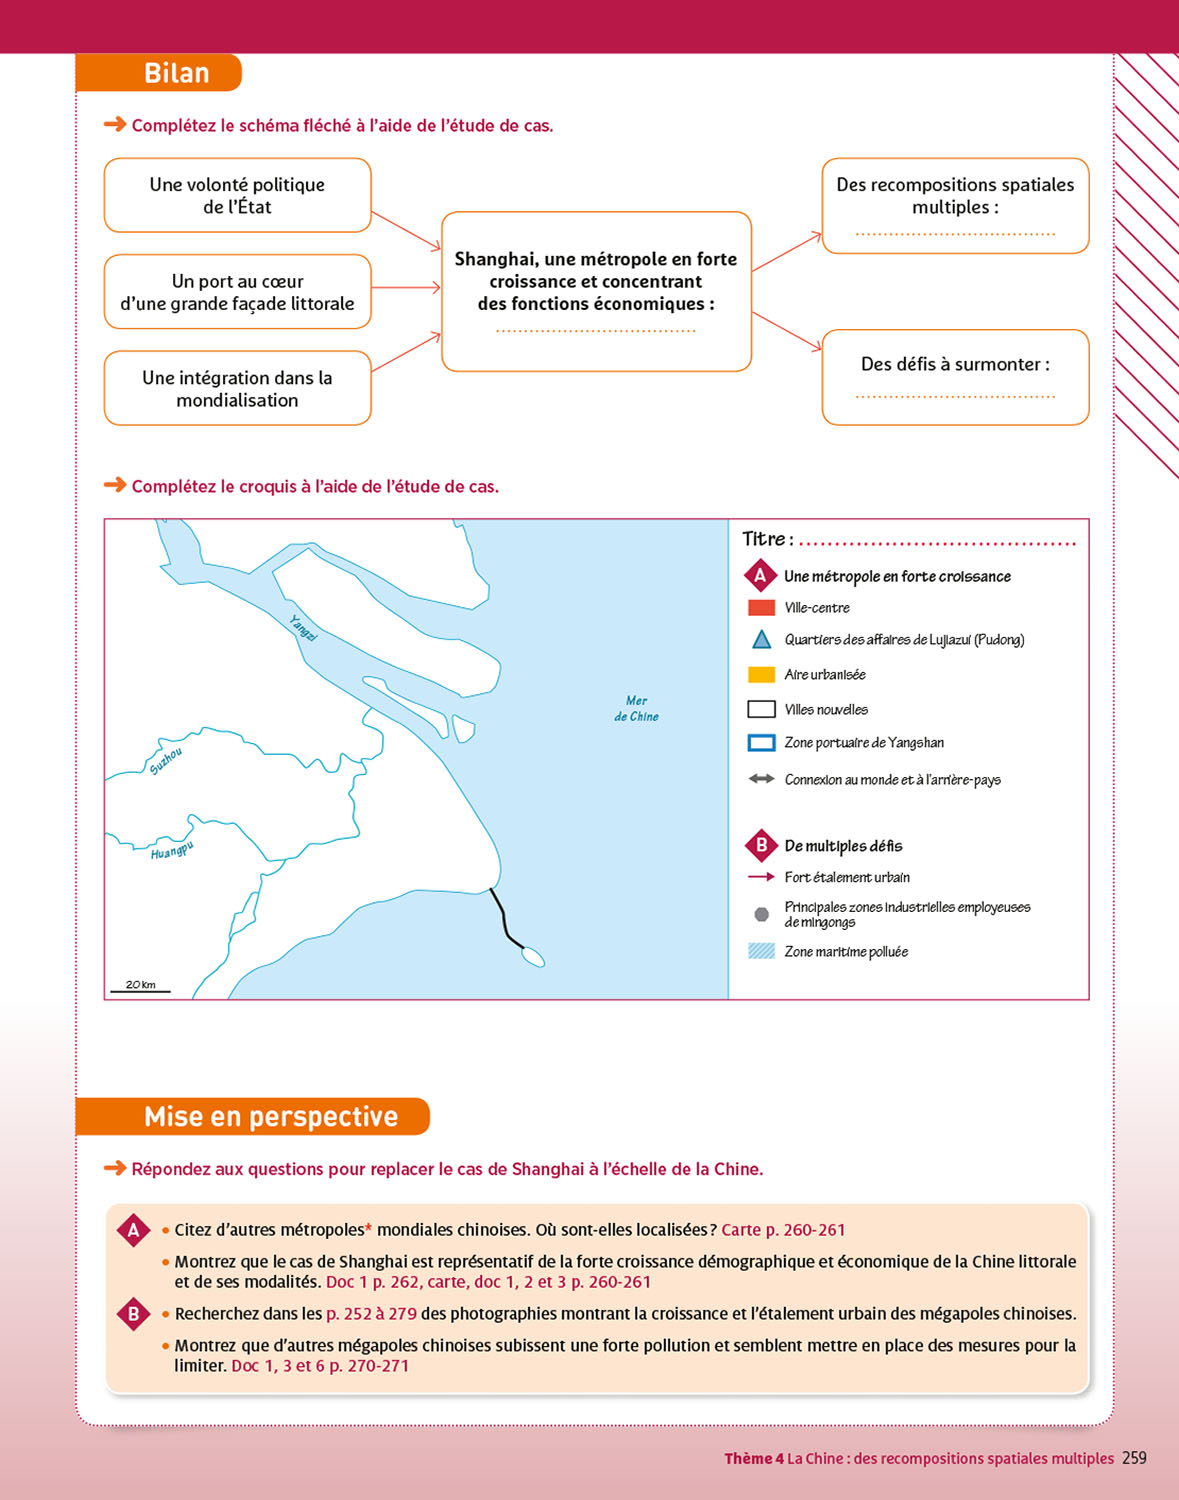 Bilan
➔ Complétez le schéma fléché à l'aide de l'étude de cas.
Une volonté politique
de l'État
Un port au cœur
d'une grande façade littorale
Une intégration dans la
mondialisation
Shanghai, une métropole en forte
croissance et concentrant
des fonctions économiques :
..................................
Des recompositions spatiales
multiples :
..................................
Des défis à surmonter :
..................................
➔ Complétez le croquis à l'aide de l'étude de cas.
Yangzi
Mer
de Chine
Suzhou
Huangpu
20 km
Titre : .......................................
A Une métropole en forte croissance
Ville-centre
Quartiers des affaires de Lujiazui (Pudong)
Aire urbanisée
Villes nouvelles
Zone portuaire de Yangshan
Connexion au monde et à l'arrière-pays
B De multiples défis
Fort étalement urbain
Principales zones industrielles employeuses
de mingongs
Zone maritime polluée
Mise en perspective
➔ Répondez aux questions pour replacer le cas de Shanghai à l'échelle de la Chine.
A • Citez d'autres métropoles* mondiales chinoises. Où sont-elles localisées ? Carte p. 260-261
• Montrez que le cas de Shanghai est représentatif de la forte croissance démographique et économique de la Chine littorale
et de ses modalités. Doc 1 p. 262, carte, doc 1, 2 et 3 p. 260-261
B • Recherchez dans les p. 252 à 279 des photographies montrant la croissance et l'étalement urbain des mégapoles chinoises.
• Montrez que d'autres mégapoles chinoises subissent une forte pollution et semblent mettre en place des mesures pour la
limiter. Doc 1, 3 et 6 p. 270-271
Thème 4 La Chine : des recompositions spatiales multiples 259